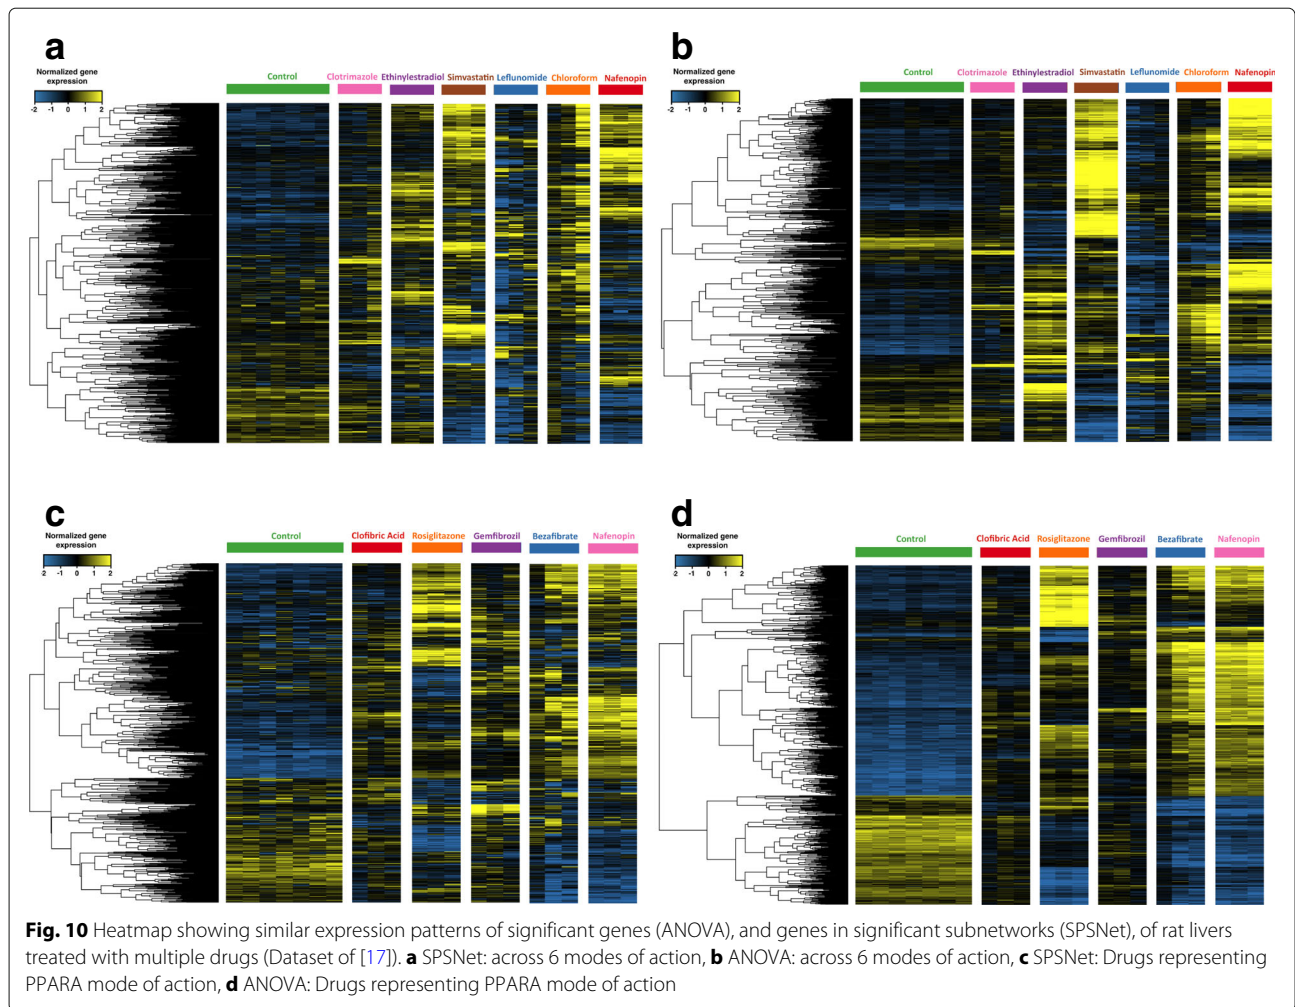 a
Normalized gene
expression
-2 -1 0 1 2
Control Clotrimazole Ethinylestradiol Simvastatin Leflunomide Chloroform Nafenopin
b
Normalized gene
expression
-2 -1 0 1 2
Control Clotrimazole Ethinylestradiol Simvastatin Leflunomide Chloroform Nafenopin
c
Normalized gene
expression
2 -1 0 1 2
Control Clofibric Acid Rosiglitazone Gemfibrozil Bezafibrate Nafenopin
d
Normalized gene
expression
2 -1 0 1 2
Control Clofibric Acid Rosiglitazone Gemfibrozil Bezafibrate Nafenopin
Fig. 10 Heatmap showing similar expression patterns of significant genes (ANOVA), and genes in significant subnetworks (SPSNet), of rat livers
treated with multiple drugs (Dataset of [17]). a SPSNet: across 6 modes of action, b ANOVA: across 6 modes of action, c SPSNet: Drugs representing
PPARA mode of action, d ANOVA: Drugs representing PPARA mode of action